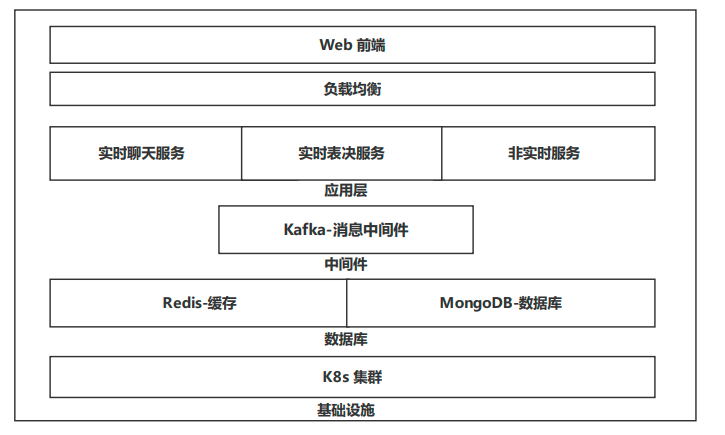 Web 前端
负载均衡
实时聊天服务 实时表决服务 非实时服务
应用层
Kafka-消息中间件
中间件
Redis-缓存 MongoDB-数据库
数据库
K8s 集群
基础设施